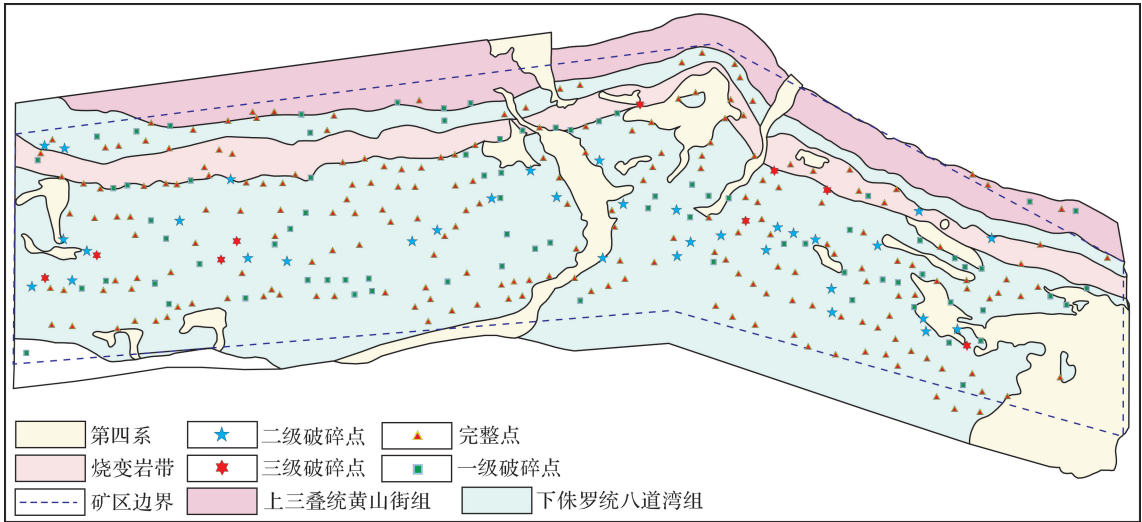 第四系
二级破碎点
完整点
烧变岩带
三级破碎点
一级破碎点
矿区边界
上三叠统黄山街组
下侏罗统八道湾组